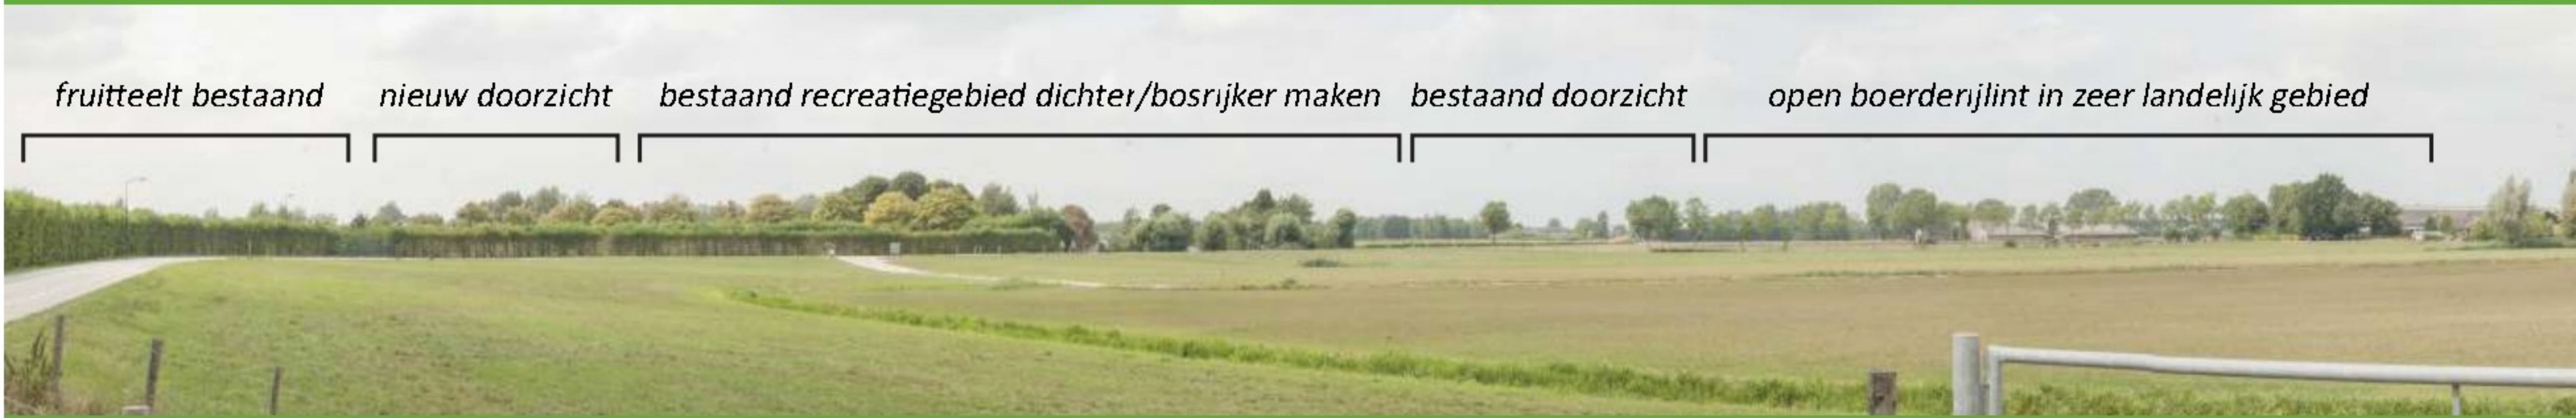 fruitteelt bestaand
nieuw doorzicht
bestaand recreatiegebied dichter/bosrijker maken
bestaand doorzicht
open boerderijlint in zeer landelijk gebied